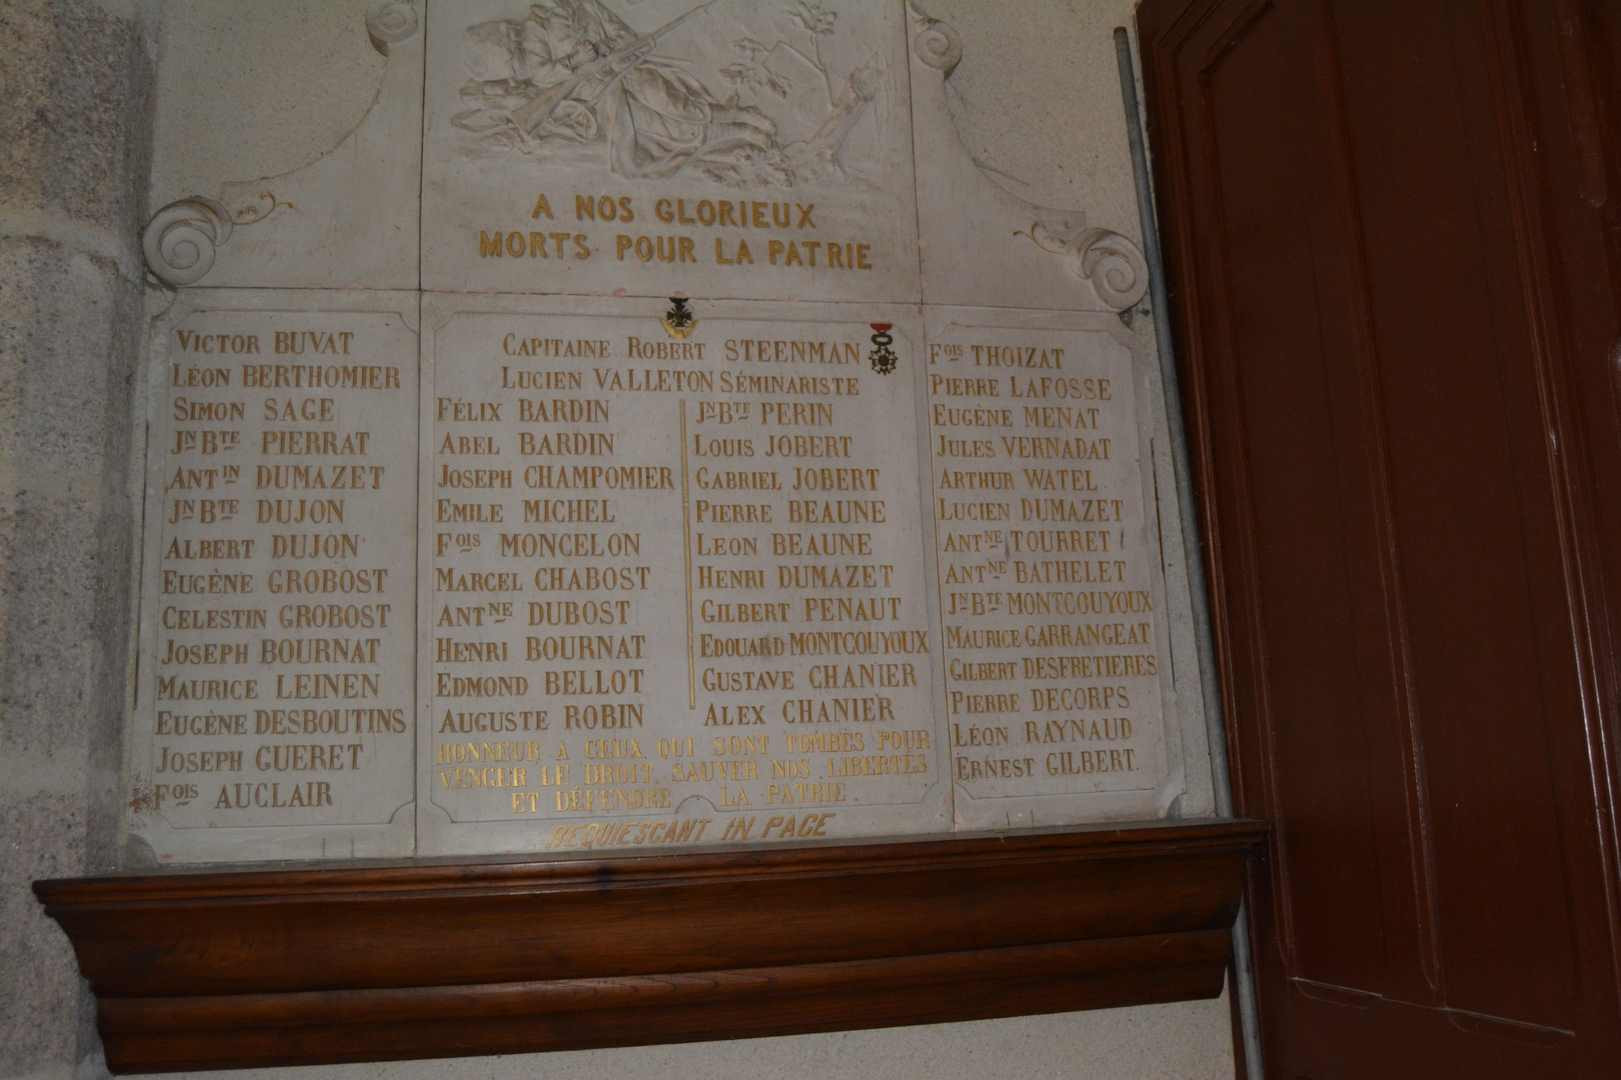 A NOS GLORIEUX
MORTS POUR LA PATRIE
VICTOR BUVAT
LÉON BERTHOMIER
SIMON SAGE
JN BTE PIERRAT
ANTIN DUMAZET
JN BTE DUJON
ALBERT DUJON
EUGÈNE GROBOST
CELESTIN GROBOST
JOSEPH BOURNAT
MAURICE LEINEN
EUGÈNE DESBOUTINS
JOSEPH GUERET
FOIS AUCLAIR
CAPITAINE ROBERT STEENMAN
LUCIEN VALLETON SÉMINARISTE
FÉLIX BARDIN
ABEL BARDIN
JOSEPH CHAMPOMIER
EMILE MICHEL
FOIS MONCELON
MARCEL CHABOST
ANTNE DUBOST
HENRI BOURNAT
EDMOND BELLOT
AUGUSTE ROBIN
JN BTE PERIN
LOUIS JOBERT
GABRIEL JOBERT
PIERRE BEAUNE
LEON BEAUNE
HENRI DUMAZET
GILBERT PENAUT
EDOUARD MONTCOUYOUX
GUSTAVE CHANIER
ALEX CHANIER
HONNEUR A CEUX QUI SONT TOMBÉS POUR
VENGER LE DROIT, SAUVER NOS LIBERTÉS
ET DÉFENDRE LA PATRIE
REQUIESCANT IN PACE
FOIS THOIZAT
PIERRE LAFOSSE
EUGÈNE MENAT
JULES VERNADAT
ARTHUR WATEL
LUCIEN DUMAZET
ANTNE TOURRET
ANTNE BATHELET
JN BTE MONTCOUYOUX
MAURICE GARRANGEAT
GILBERT DESFRETIERES
PIERRE DECORPS
LÉON RAYNAUD
ERNEST GILBERT